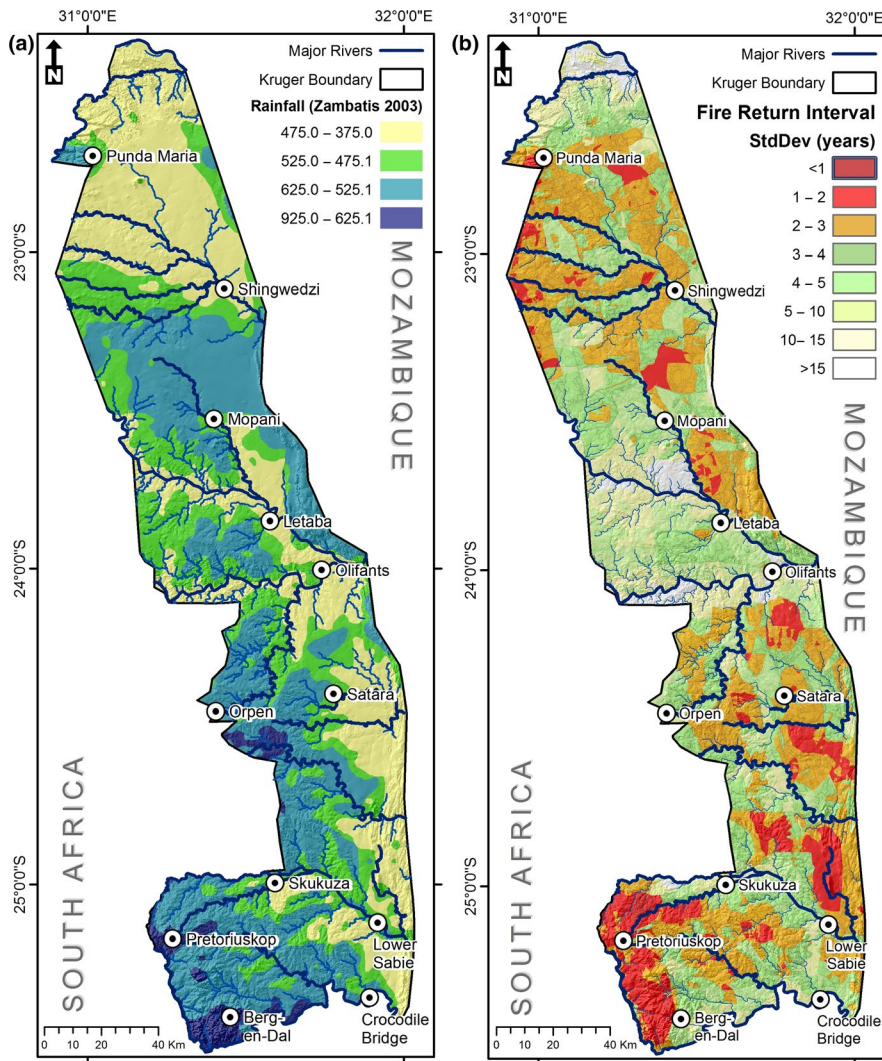 31°0'0"E
32°0'0"E
(a)
N
Major Rivers
Kruger Boundary
Rainfall (Zambatis 2003)
475.0 – 375.0
525.0 – 475.1
625.0 – 525.1
925.0 – 625.1
Punda Maria
23°0'0"S
MOZAMBIQUE
Shingwedzi
Mopani
Letaba
24°0'0"S
Olifants
Satara
Orpen
SOUTH AFRICA
25°0'0"S
Skukuza
Pretoriuskop
Lower
Sabie
Berg-
en-Dal
Crocodile
Bridge
0 10 20 40 Km
31°0'0"E
32°0'0"E
(b)
N
Major Rivers
Kruger Boundary
Fire Return Interval
StdDev (years)
<1
1 – 2
2 – 3
3 – 4
4 – 5
5 – 10
10– 15
>15
Punda Maria
23°0'0"S
Shingwedzi
MOZAMBIQUE
Mopani
Letaba
24°0'0"S
Olifants
Satara
Orpen
SOUTH AFRICA
25°0'0"S
Skukuza
Pretoriuskop
Lower
Sabie
Berg-
en-Dal
Crocodile
Bridge
0 10 20 40 Km